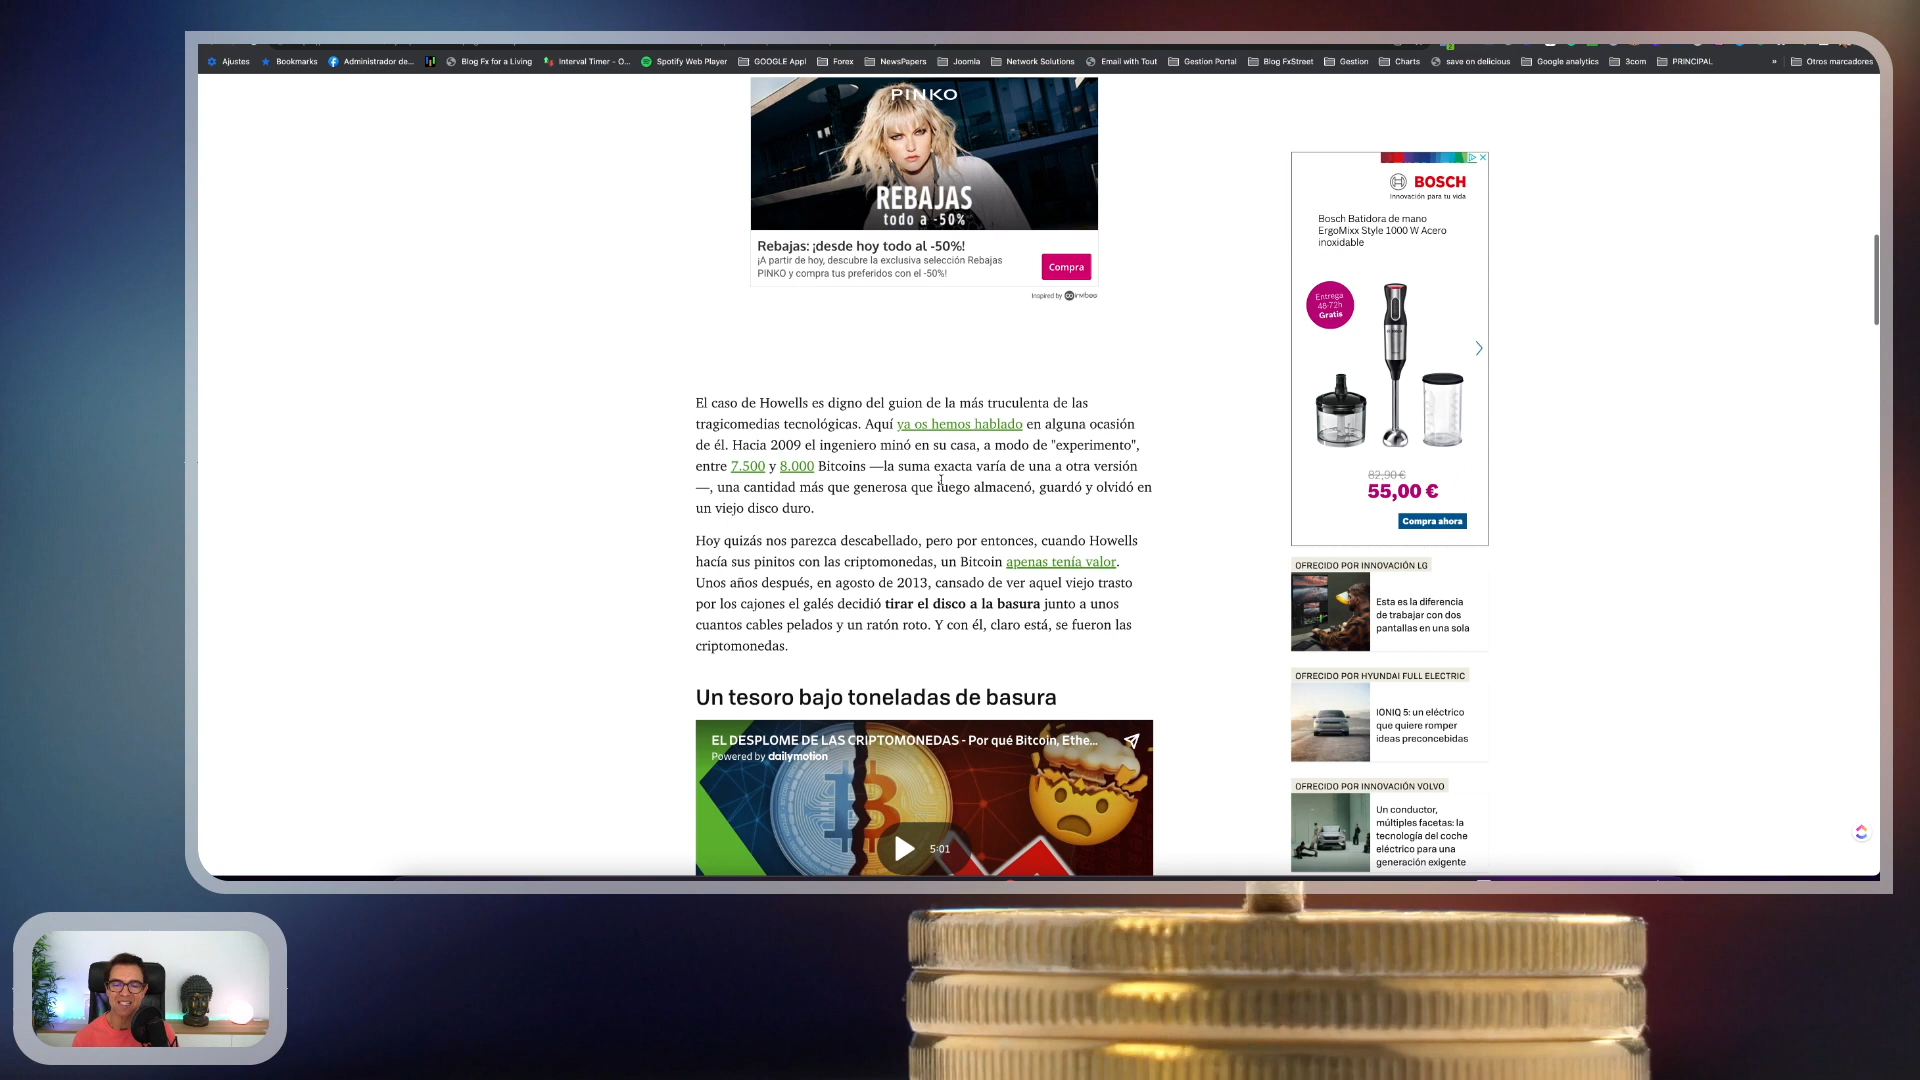 Ajustes
Bookmarks
Administrador de...
Blog Fx for a Living
Interval Timer - O...
Spotify Web Player
GOOGLE Appl
Forex
NewsPapers
Joomla
Network Solutions
Email with Tout
Gestion Portal
Blog FxStreet
Gestion
Charts
save on delicious
Google analytics
3com
PRINCIPAL
»
Otros marcadores
PINKO
REBAJAS
todo a -50%
Rebajas: ¡desde hoy todo al -50%!
¡A partir de hoy, descubre la exclusiva selección Rebajas
PINKO y compra tus preferidos con el -50%!
Compra
Inspired by invibes
El caso de Howells es digno del guion de la más truculenta de las
tragicomedias tecnológicas. Aquí ya os hemos hablado en alguna ocasión
de él. Hacia 2009 el ingeniero minó en su casa, a modo de "experimento",
entre 7.500 y 8.000 Bitcoins —la suma exacta varía de una a otra versión
—, una cantidad más que generosa que luego almacenó, guardó y olvidó en
un viejo disco duro.
Hoy quizás nos parezca descabellado, pero por entonces, cuando Howells
hacía sus pinitos con las criptomonedas, un Bitcoin apenas tenía valor.
Unos años después, en agosto de 2013, cansado de ver aquel viejo trasto
por los cajones el galés decidió tirar el disco a la basura junto a unos
cuantos cables pelados y un ratón roto. Y con él, claro está, se fueron las
criptomonedas.
Un tesoro bajo toneladas de basura
EL DESPLOME DE LAS CRIPTOMONEDAS - Por qué Bitcoin, Ethe...
Powered by dailymotion
5:01
BOSCH
Innovación para tu vida
Bosch Batidora de mano
ErgoMixx Style 1000 W Acero
inoxidable
Entrega
48-72h
Gratis
82,90 €
55,00 €
Compra ahora
OFRECIDO POR INNOVACIÓN LG
Esta es la diferencia
de trabajar con dos
pantallas en una sola
OFRECIDO POR HYUNDAI FULL ELECTRIC
IONIQ 5: un eléctrico
que quiere romper
ideas preconcebidas
OFRECIDO POR INNOVACIÓN VOLVO
Un conductor,
múltiples facetas: la
tecnología del coche
eléctrico para una
generación exigente